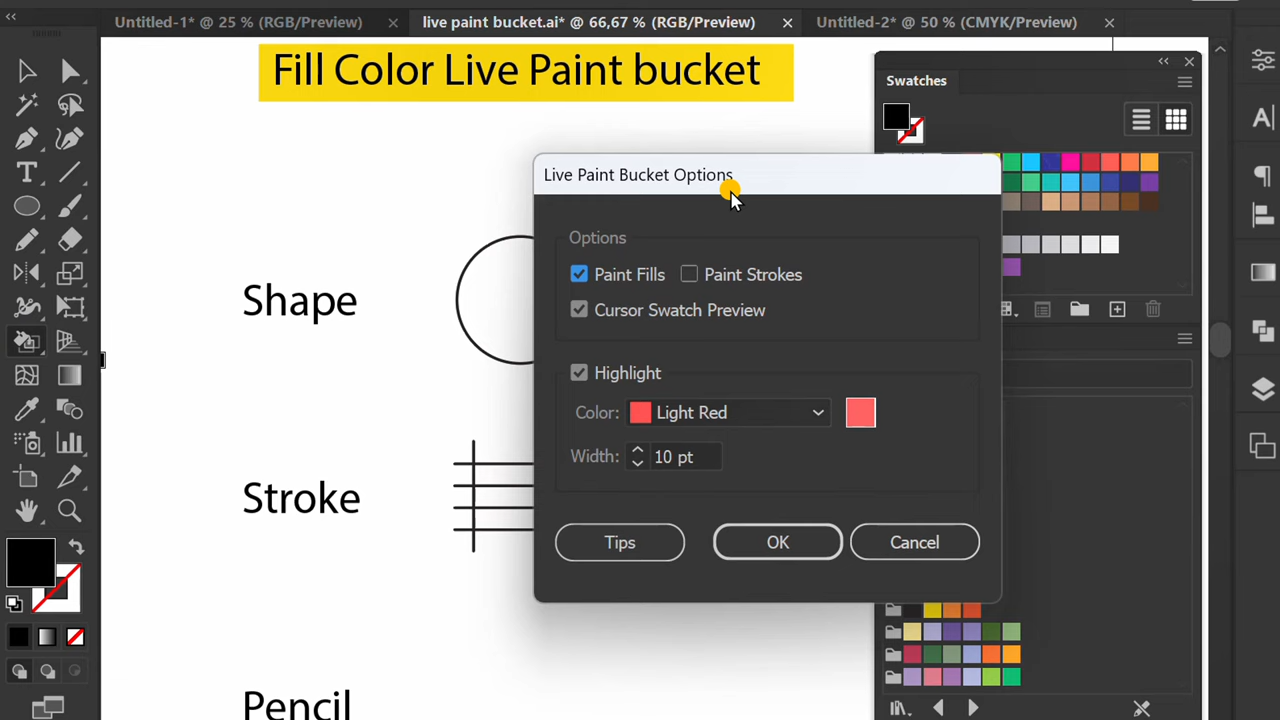 Untitled-1* @ 25 % (RGB/Preview)
live paint bucket.ai* @ 66,67 % (RGB/Preview)
Untitled-2* @ 50 % (CMYK/Preview)
Fill Color Live Paint bucket
Swatches
Live Paint Bucket Options
Options
Paint Fills
Paint Strokes
Cursor Swatch Preview
Shape
Highlight
Color:
Light Red
Width:
10 pt
Stroke
Tips
OK
Cancel
Pencil